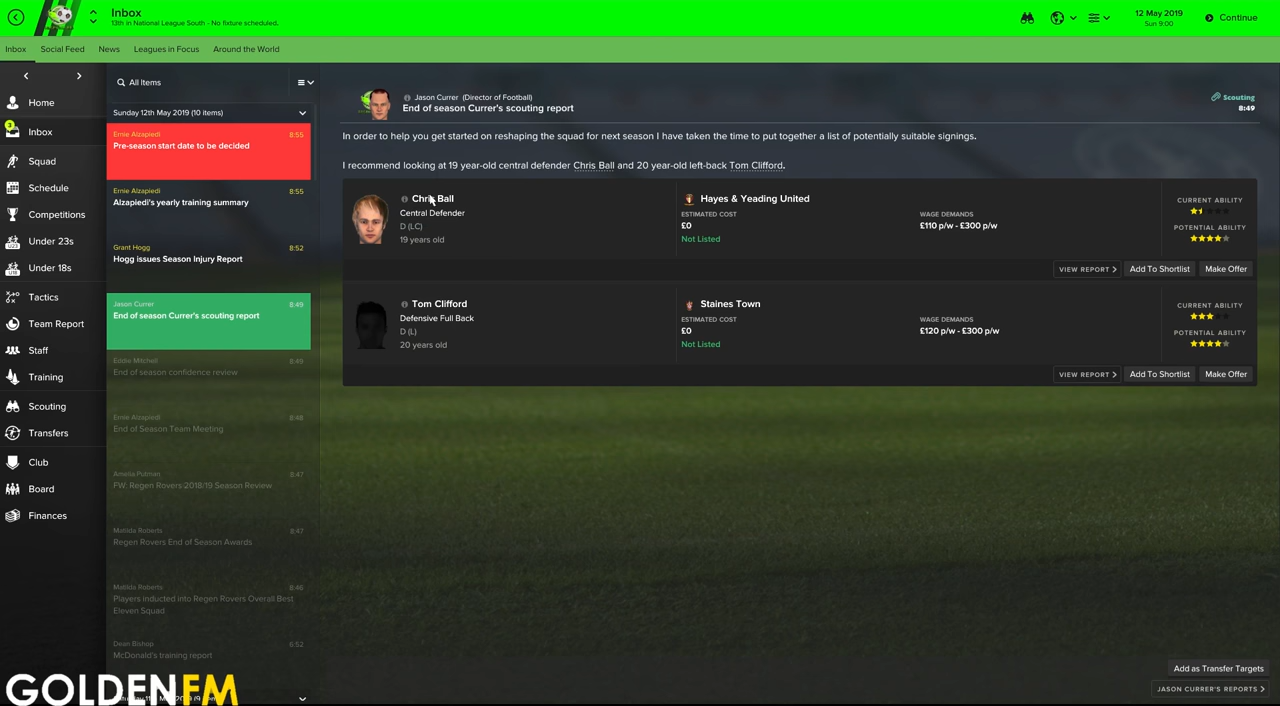 Inbox
13th in National League South - No fixture scheduled.
12 May 2019
Sun 9:00
Continue
Inbox Social Feed News Leagues in Focus Around the World
Home
3
Inbox
Squad
Schedule
Competitions
Under 23s
Under 18s
Tactics
Team Report
Staff
Training
Scouting
Transfers
Club
Board
Finances
All Items
Sunday 12th May 2019 (10 items)
Ernie Alzapiedi 8:55
Pre-season start date to be decided
Ernie Alzapiedi 8:55
Alzapiedi's yearly training summary
Grant Hogg 8:52
Hogg issues Season Injury Report
Jason Currer 8:49
End of season Currer's scouting report
Eddie Mitchell 8:49
End of season confidence review
Ernie Alzapiedi 8:48
End of Season Team Meeting
Amelia Putman 8:47
FW: Regen Rovers 2018/19 Season Review
Matilda Roberts 8:47
Regen Rovers End of Season Awards
Matilda Roberts 8:46
Players inducted into Regen Rovers Overall Best
Eleven Squad
Dean Bishop 6:52
McDonald's training report
Jason Currer (Director of Football)
End of season Currer's scouting report
Scouting
8:49
In order to help you get started on reshaping the squad for next season I have taken the time to put together a list of potentially suitable signings.
I recommend looking at 19 year-old central defender Chris Ball and 20 year-old left-back Tom Clifford.
Chris Ball
Central Defender
D (LC)
19 years old
Hayes & Yeading United
ESTIMATED COST
£0
Not Listed
WAGE DEMANDS
£110 p/w - £300 p/w
CURRENT ABILITY
POTENTIAL ABILITY
VIEW REPORT Add To Shortlist Make Offer
Tom Clifford
Defensive Full Back
D (L)
20 years old
Staines Town
ESTIMATED COST
£0
Not Listed
WAGE DEMANDS
£120 p/w - £300 p/w
CURRENT ABILITY
POTENTIAL ABILITY
VIEW REPORT Add To Shortlist Make Offer
Add as Transfer Targets
JASON CURRER'S REPORTS
GOLDENFM